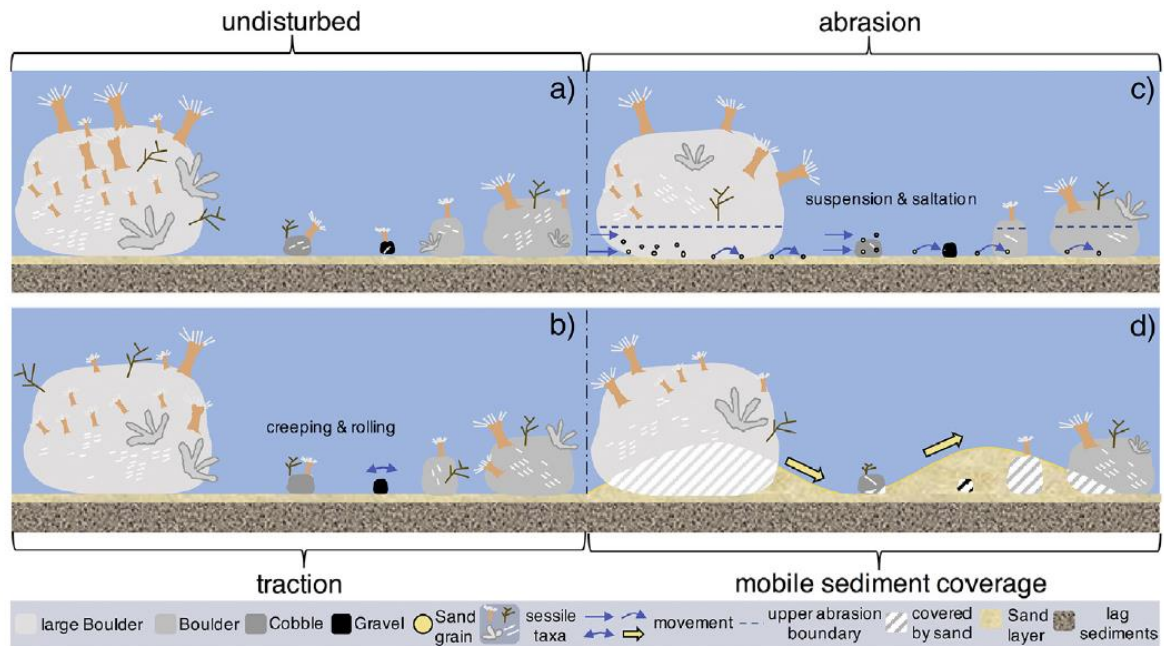 undisturbed
abrasion
a)
c)
suspension & saltation
b)
d)
creeping & rolling
traction
mobile sediment coverage
large Boulder
Boulder
Cobble
Gravel
Sand
grain
sessile
taxa
movement
upper abrasion
boundary
covered
by sand
Sand
layer
lag
sediments